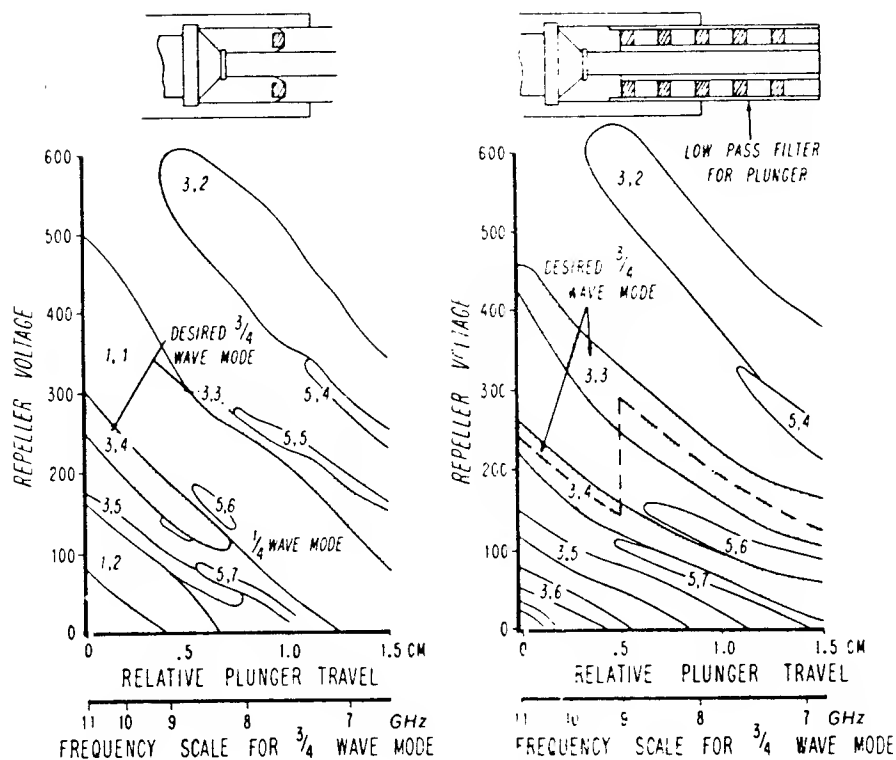 LOW PASS FILTER
FOR PLUNGER
REPELLER VOLTAGE
600
500
400
300
200
100
0
3,2
1,1
DESIRED 3/4
WAVE MODE
3,3
5,4
5,5
3,4
3,5
5,6
1/4 WAVE MODE
1,2
5,7
0
.5
1.0
1.5 CM
RELATIVE PLUNGER TRAVEL
11 10 9 8 7 GHz
FREQUENCY SCALE FOR 3/4 WAVE MODE
REPELLER VOLTAGE
600
500
400
300
200
100
0
3,2
DESIRED 3/4
WAVE MODE
3,3
5,4
3,4
5,6
3,5
5,7
3,6
0
.5
1.0
1.5 CM
RELATIVE PLUNGER TRAVEL
11 10 9 8 7 GHz
FREQUENCY SCALE FOR 3/4 WAVE MODE